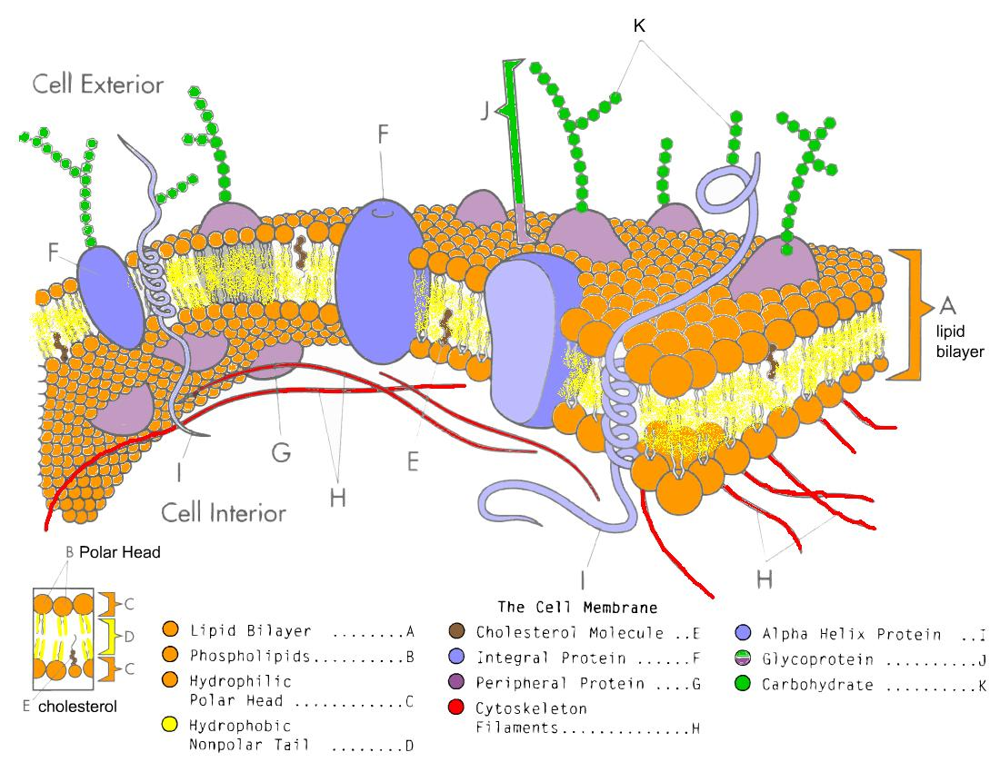 K
Cell Exterior
J
F
F
A
lipid
bilayer
I
G
E
H
Cell Interior
I
H
B Polar Head
C
D
C
E cholesterol
The Cell Membrane
Lipid Bilayer ........A
Phospholipids.........B
Hydrophilic
Polar Head ............C
Hydrophobic
Nonpolar Tail ........D
Cholesterol Molecule ..E
Integral Protein ......F
Peripheral Protein ....G
Cytoskeleton
Filaments.............H
Alpha Helix Protein ..I
Glycoprotein ..........J
Carbohydrate ..........K